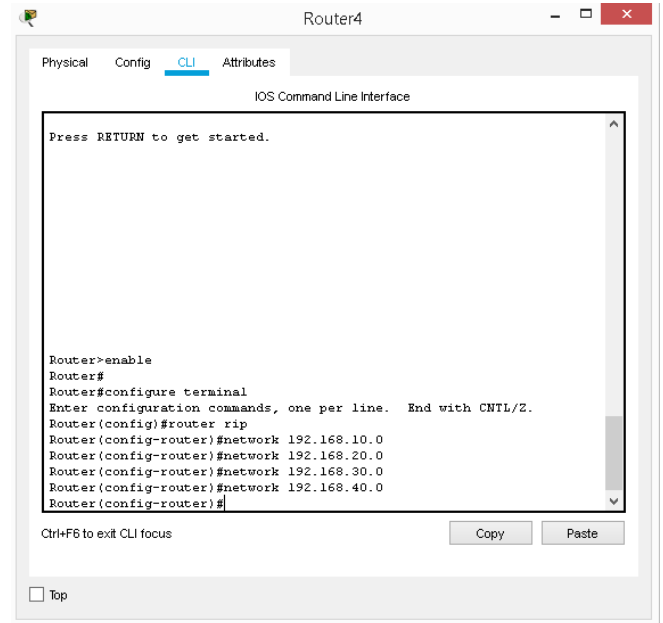 Router4
Physical Config CLI Attributes
IOS Command Line Interface
Press RETURN to get started.
Router>enable
Router#
Router#configure terminal
Enter configuration commands, one per line.  End with CNTL/Z.
Router(config)#router rip
Router(config-router)#network 192.168.10.0
Router(config-router)#network 192.168.20.0
Router(config-router)#network 192.168.30.0
Router(config-router)#network 192.168.40.0
Router(config-router)#
Ctrl+F6 to exit CLI focus
Copy Paste
Top